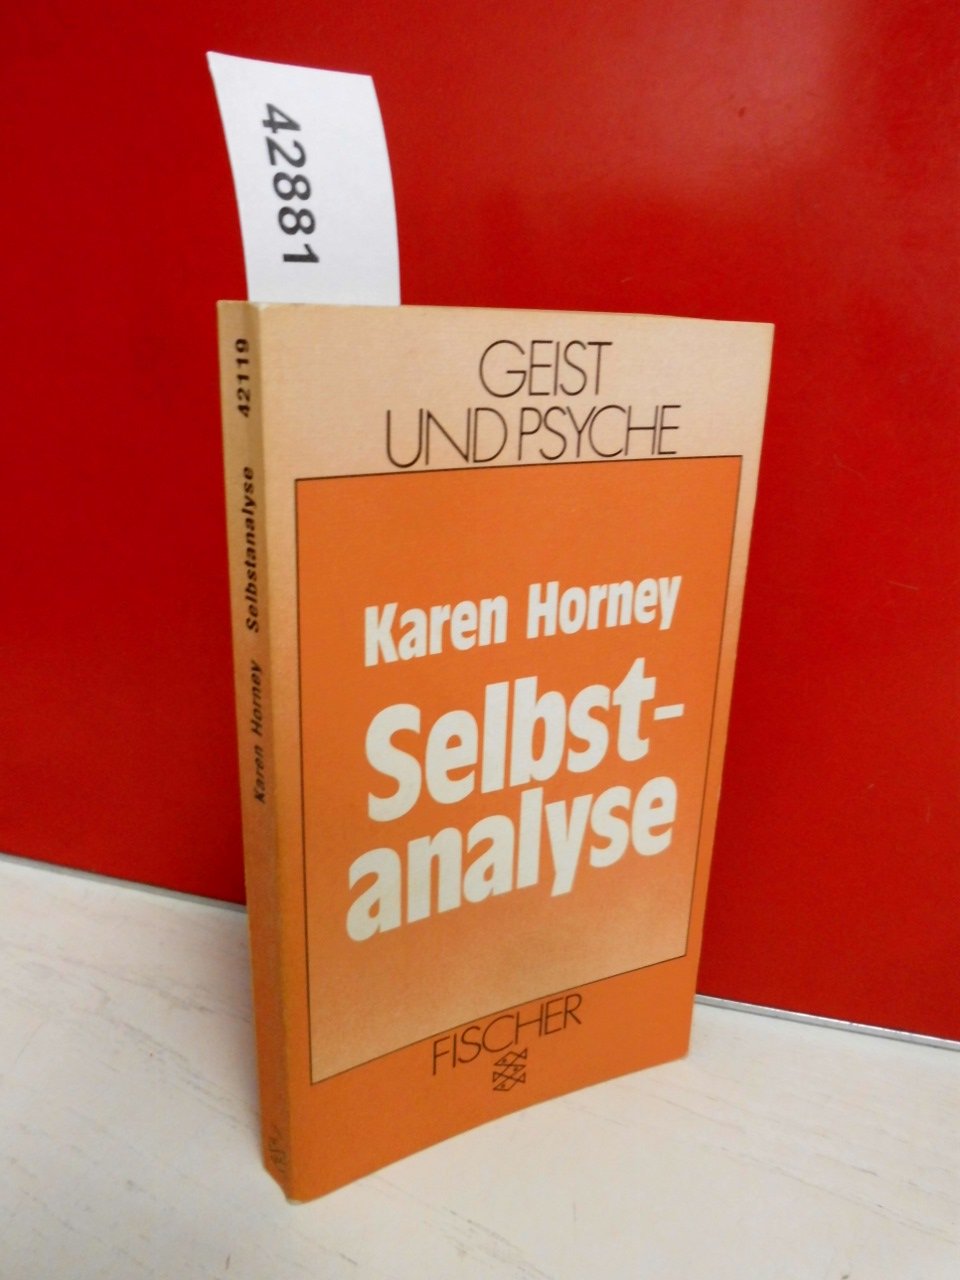 42881
GEIST
UND PSYCHE
Karen Horney
Selbst-
analyse
FISCHER
Karen Horney Selbstanalyse 42119